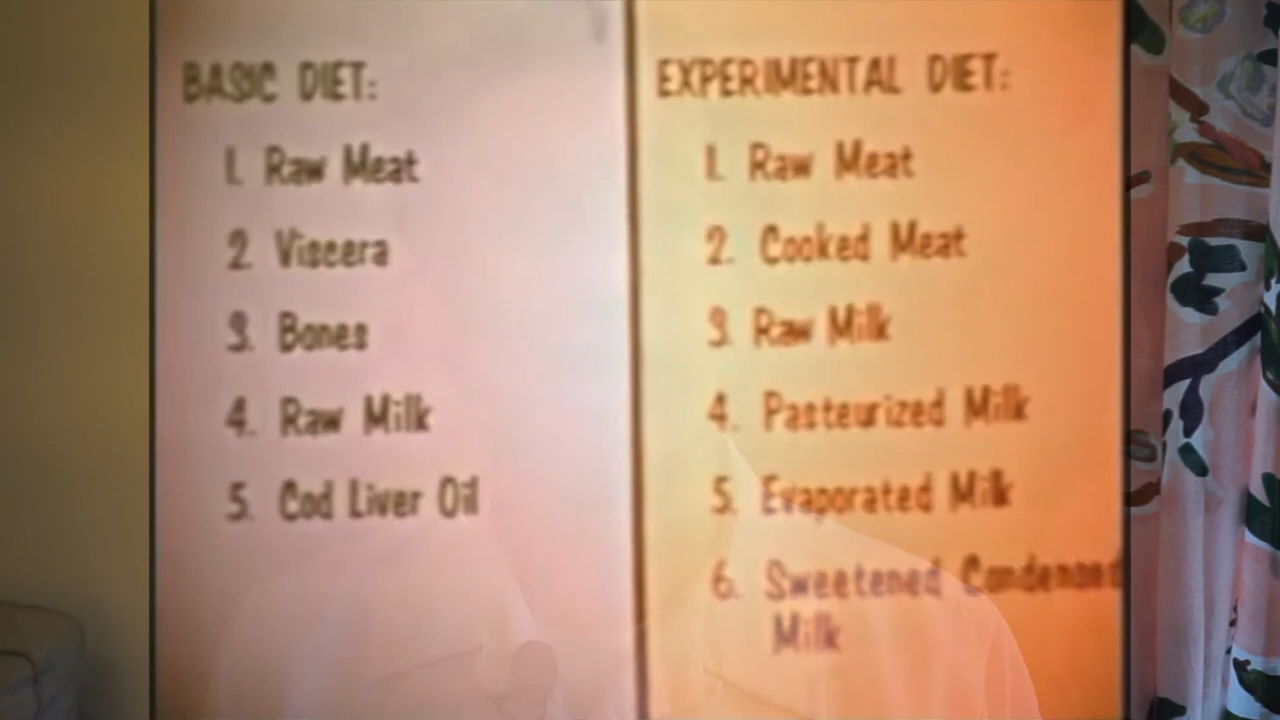 BASIC DIET:
1. Raw Meat
2. Viscera
3. Bones
4. Raw Milk
5. Cod Liver Oil
EXPERIMENTAL DIET:
1. Raw Meat
2. Cooked Meat
3. Raw Milk
4. Pasteurized Milk
5. Evaporated Milk
6. Sweetened Condensed
Milk